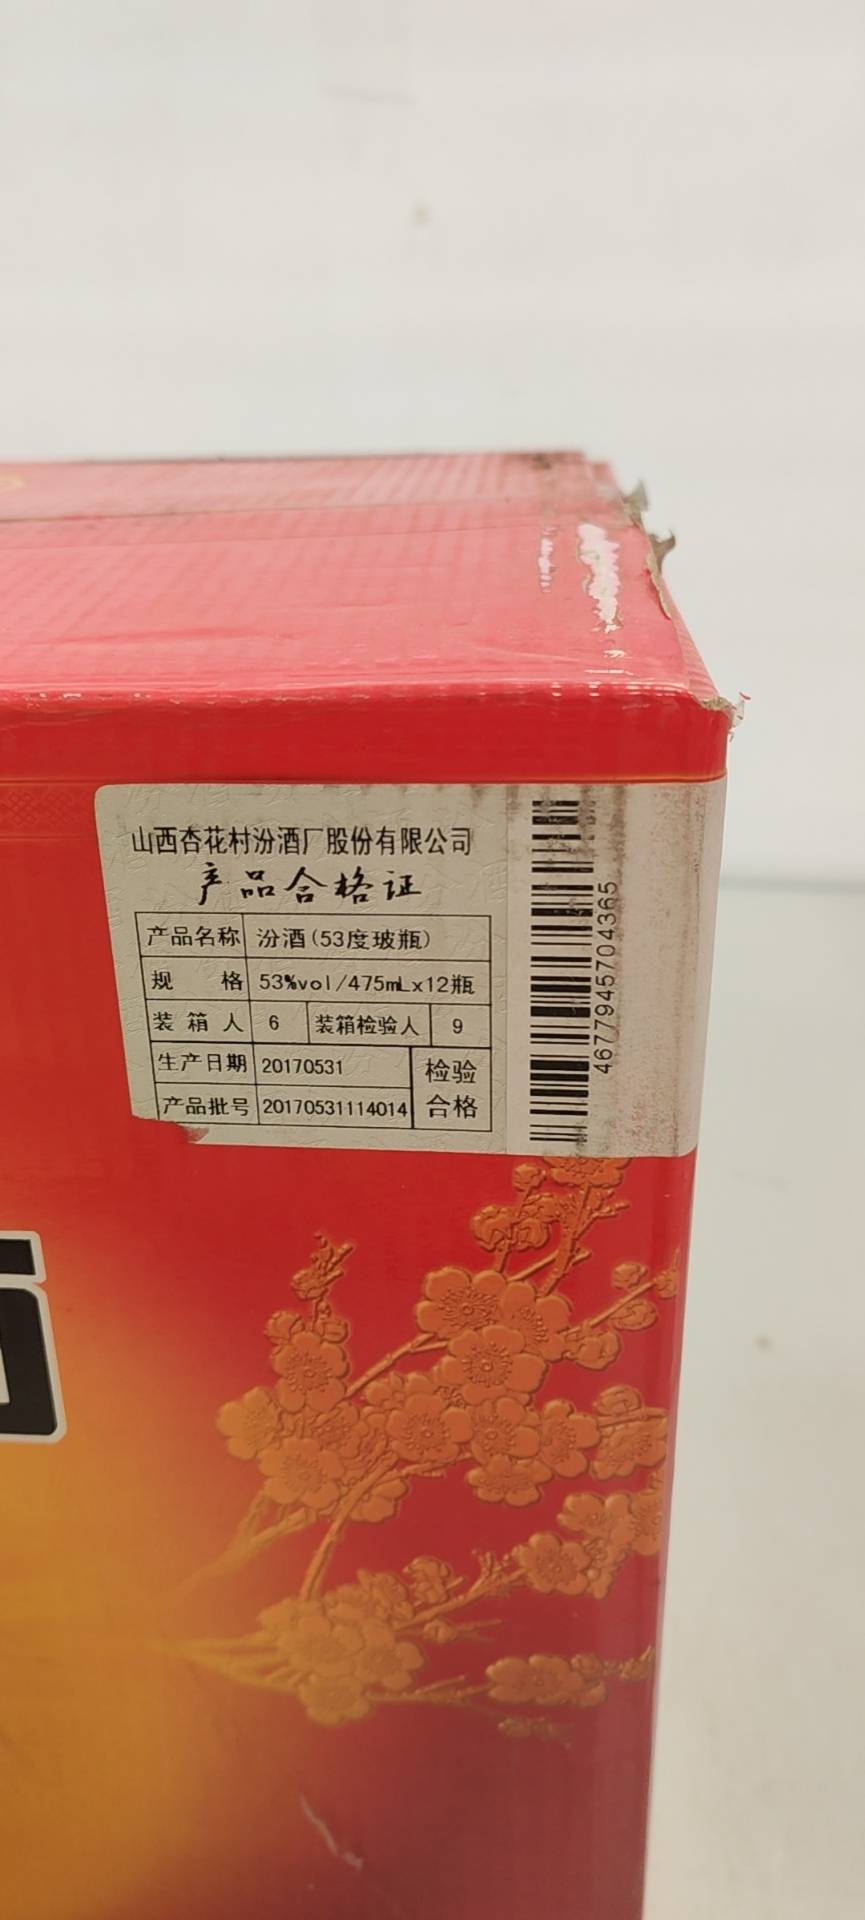 山西杏花村汾酒厂股份有限公司
产品合格证
产品名称 汾酒(53度玻瓶)
规 格 53%vol/475mLx12瓶
装箱人 6 装箱检验人 9
生产日期 20170531 检验
产品批号 20170531114014 合格
4677945704365